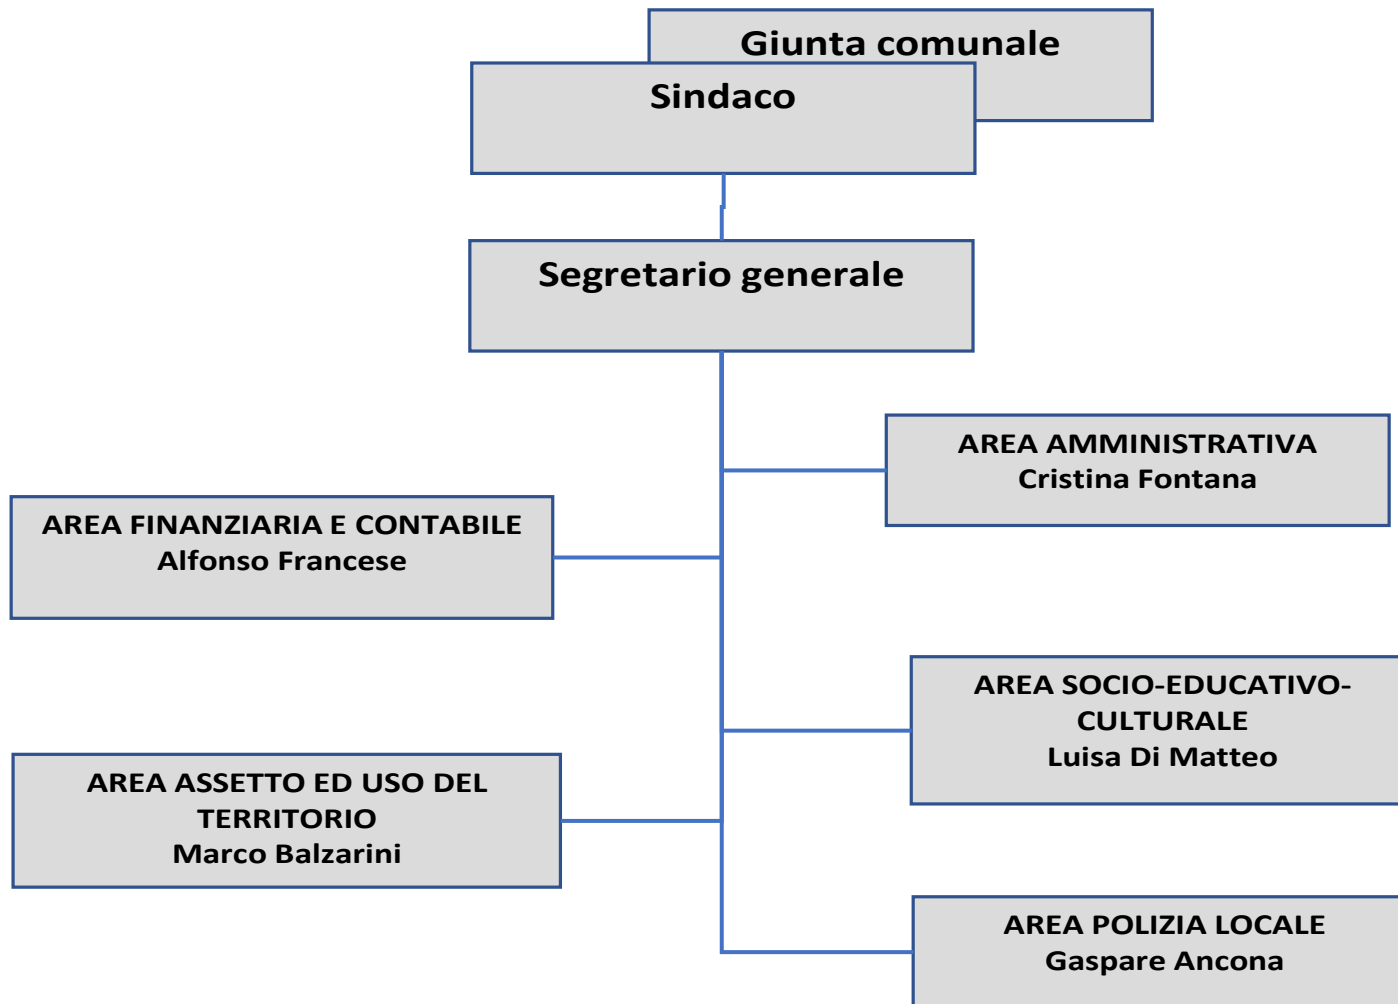 Giunta comunale
Sindaco
Segretario generale
AREA AMMINISTRATIVA
Cristina Fontana
AREA FINANZIARIA E CONTABILE
Alfonso Francese
AREA SOCIO-EDUCATIVO-
CULTURALE
Luisa Di Matteo
AREA ASSETTO ED USO DEL
TERRITORIO
Marco Balzarini
AREA POLIZIA LOCALE
Gaspare Ancona